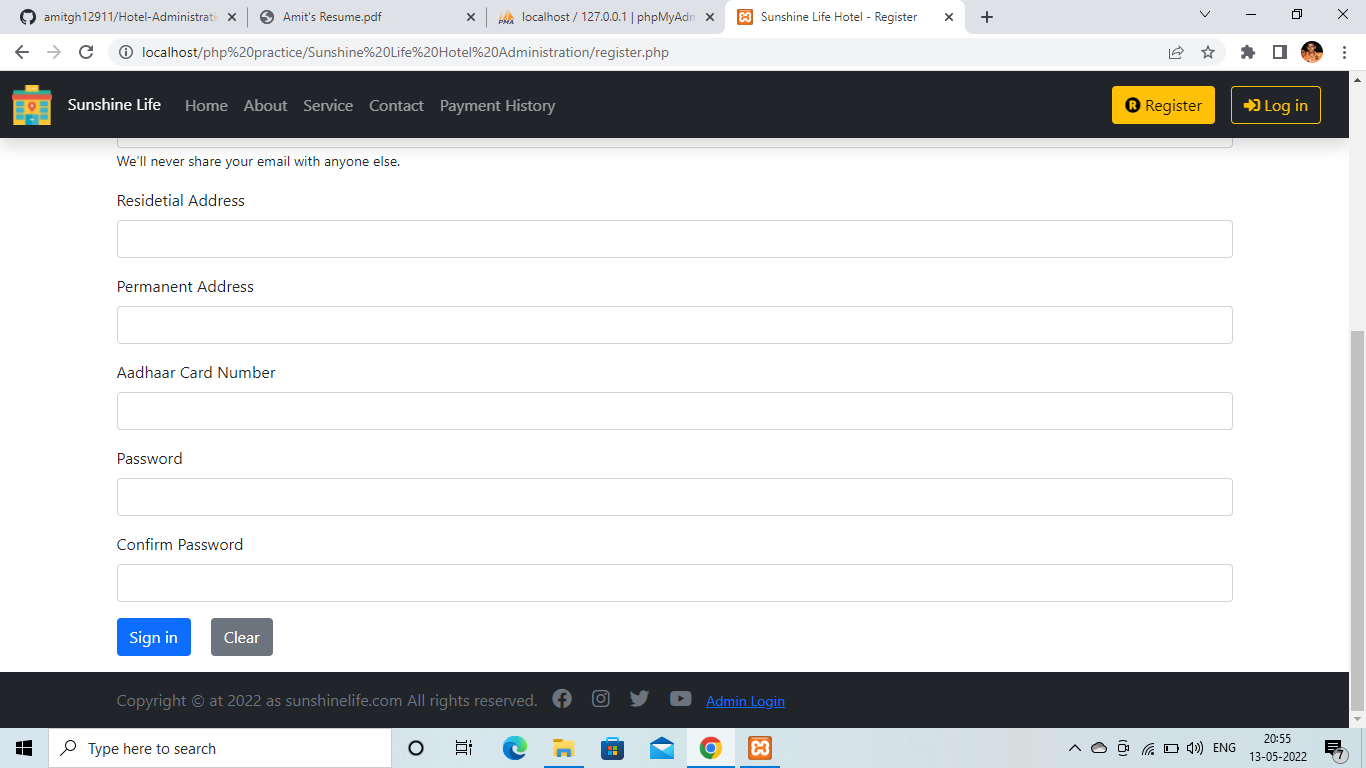 amitgh12911/Hotel-Administrati
Amit's Resume.pdf
localhost / 127.0.0.1 | phpMyAdm
Sunshine Life Hotel - Register
localhost/php%20practice/Sunshine%20Life%20Hotel%20Administration/register.php
Sunshine Life
Home
About
Service
Contact
Payment History
R Register
Log in
We'll never share your email with anyone else.
Residetial Address
Permanent Address
Aadhaar Card Number
Password
Confirm Password
Sign in
Clear
Copyright © at 2022 as sunshinelife.com All rights reserved.
Admin Login
Type here to search
ENG
20:55
13-05-2022
7